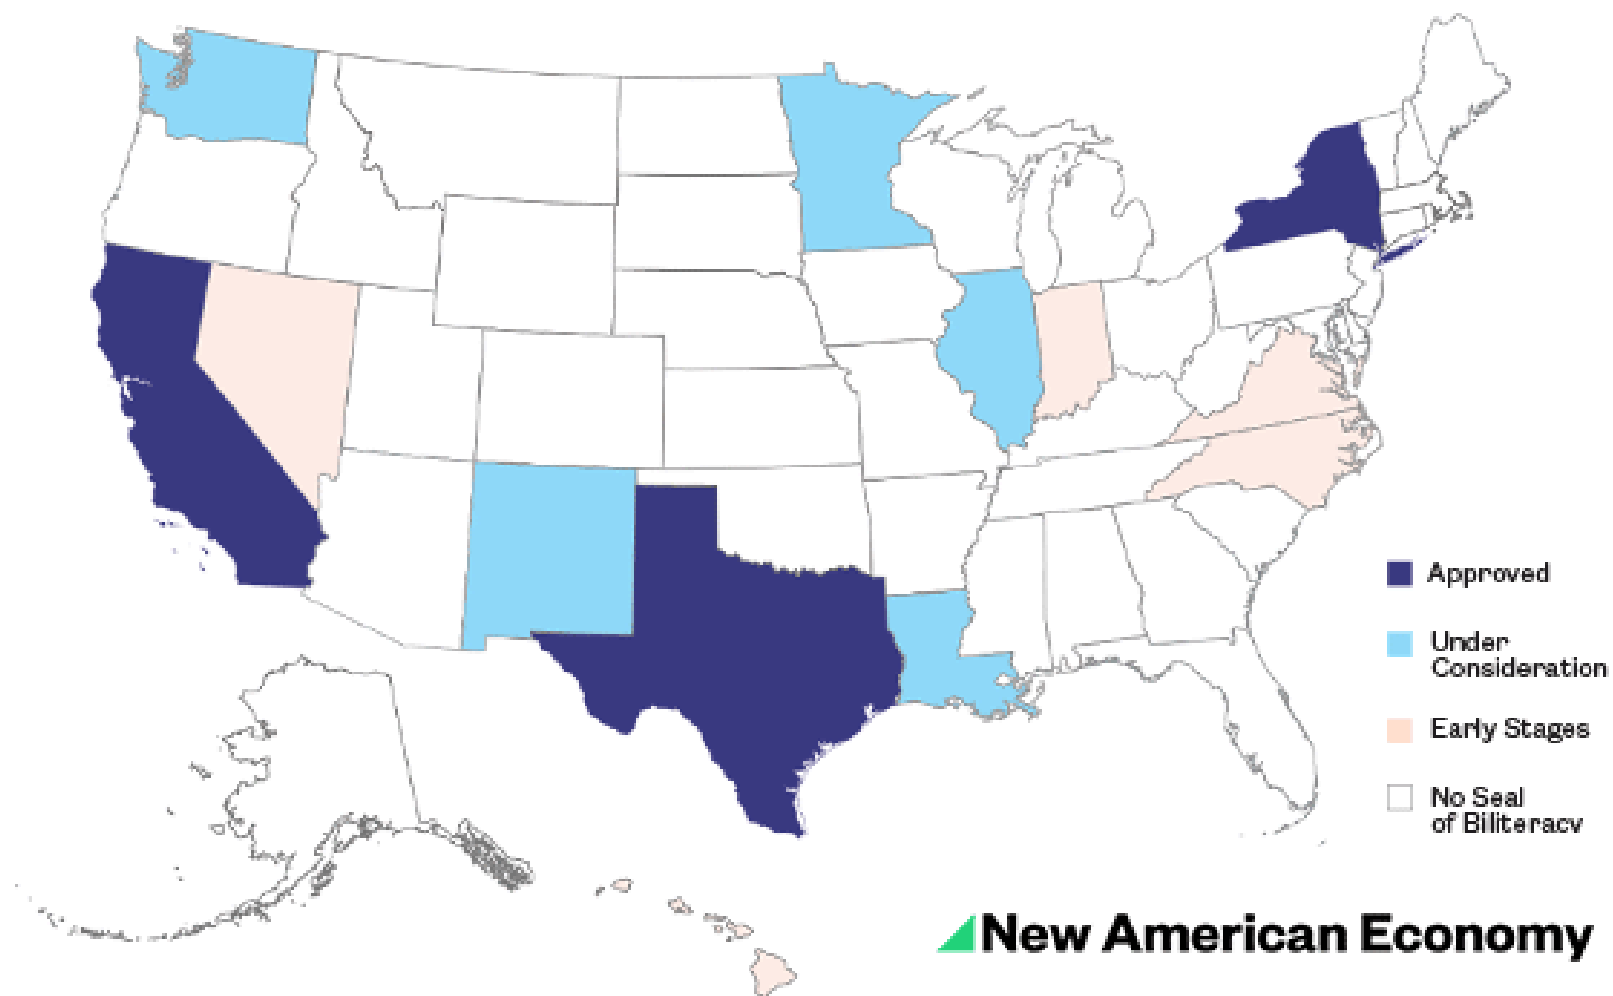 Approved
Under
Consideration
Early Stages
No Seal
of Biliteracy
New American Economy